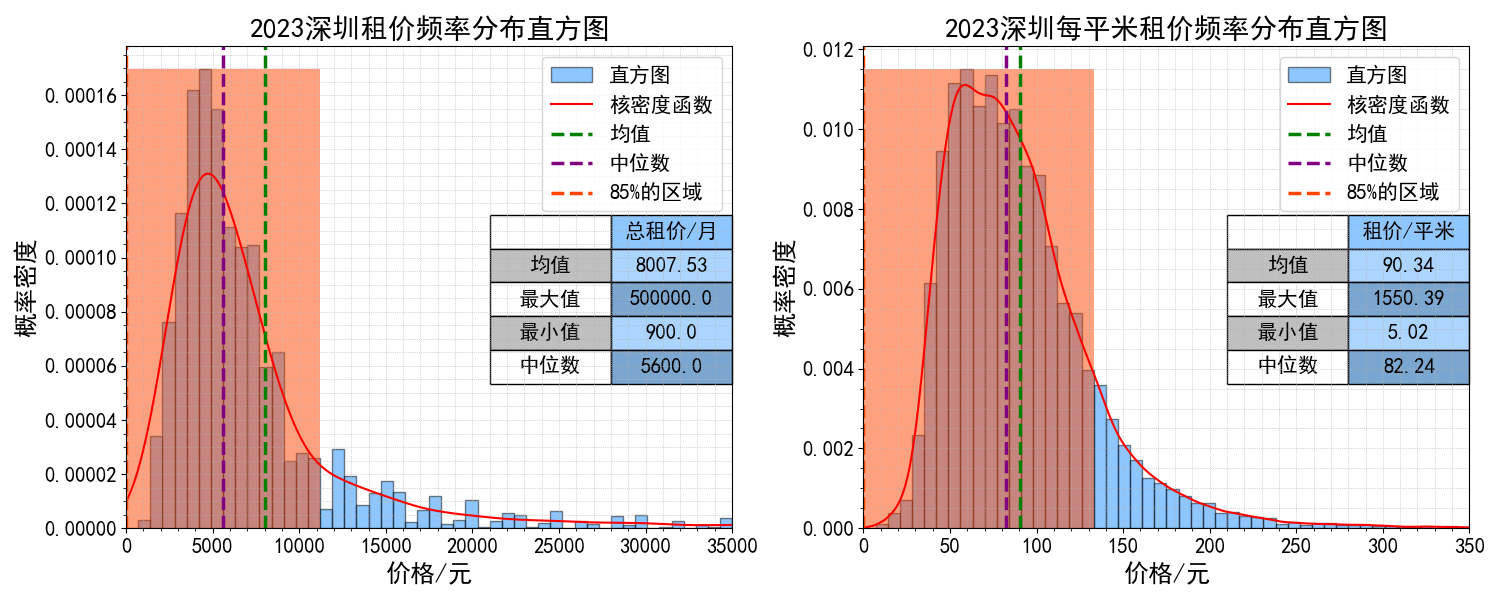 2023深圳租价频率分布直方图
概率密度
0.00016
0.00014
0.00012
0.00010
0.00008
0.00006
0.00004
0.00002
0.00000
0
5000
10000
15000
20000
25000
30000
35000
价格/元
直方图
核密度函数
均值
中位数
85%的区域
总租价/月
均值 8007.53
最大值 500000.0
最小值 900.0
中位数 5600.0
2023深圳每平米租价频率分布直方图
概率密度
0.012
0.010
0.008
0.006
0.004
0.002
0.000
0
50
100
150
200
250
300
350
价格/元
直方图
核密度函数
均值
中位数
85%的区域
租价/平米
均值 90.34
最大值 1550.39
最小值 5.02
中位数 82.24